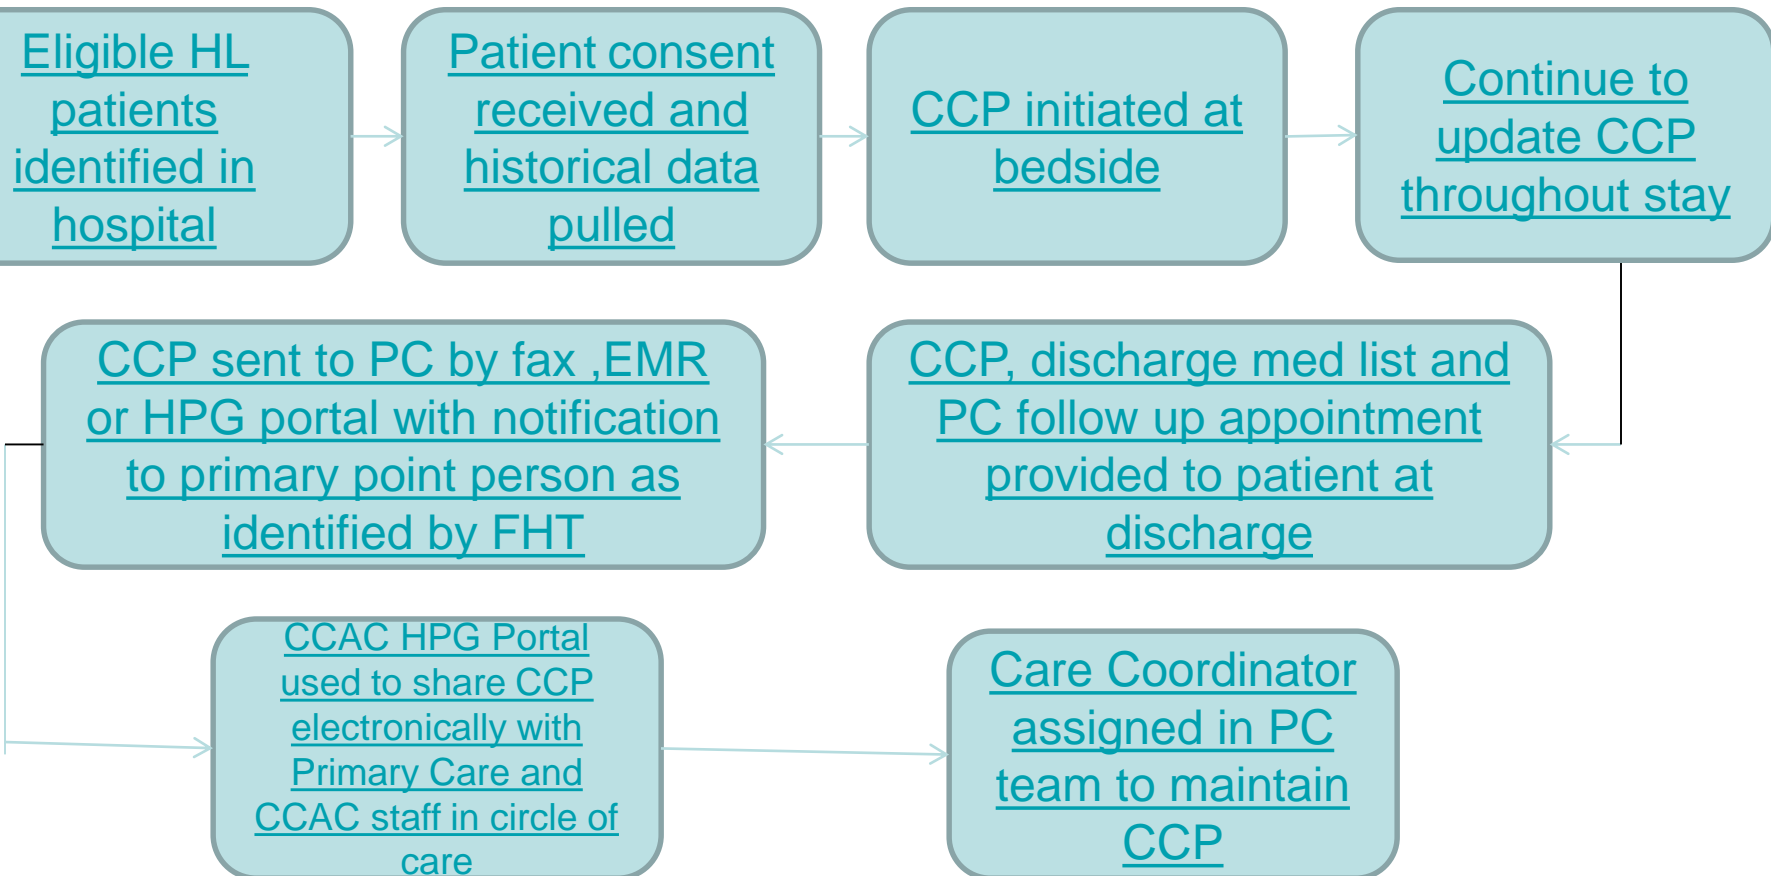 Eligible HL
patients
identified in
hospital
Patient consent
received and
historical data
pulled
CCP initiated at
bedside
Continue to
update CCP
throughout stay
CCP sent to PC by fax ,EMR
or HPG portal with notification
to primary point person as
identified by FHT
CCP, discharge med list and
PC follow up appointment
provided to patient at
discharge
CCAC HPG Portal
used to share CCP
electronically with
Primary Care and
CCAC staff in circle of
care
Care Coordinator
assigned in PC
team to maintain
CCP